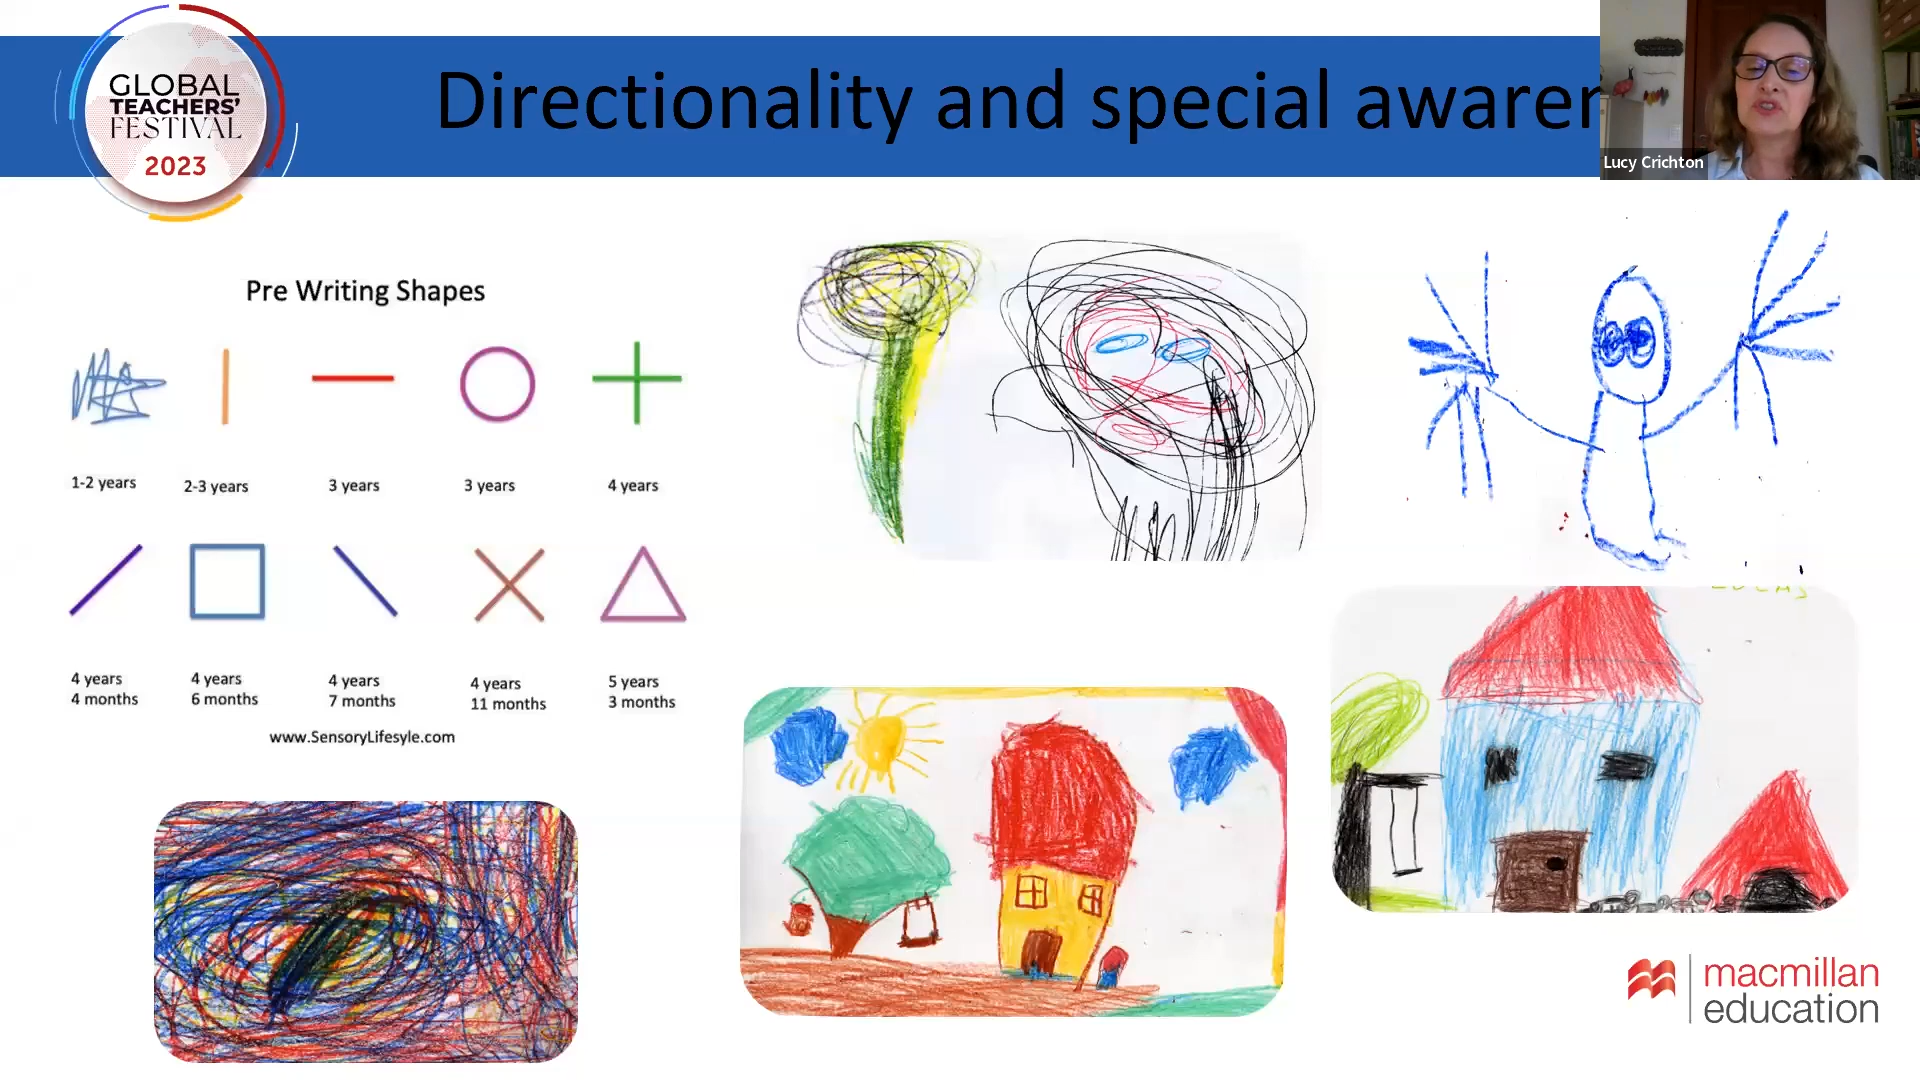 GLOBAL
TEACHERS'
FESTIVAL
2023
Directionality and special awaren
Lucy Crichton
Pre Writing Shapes
1-2 years
2-3 years
3 years
3 years
4 years
4 years
4 months
4 years
6 months
4 years
7 months
4 years
11 months
5 years
3 months
www.SensoryLifesyle.com
LUCAS
macmillan
education